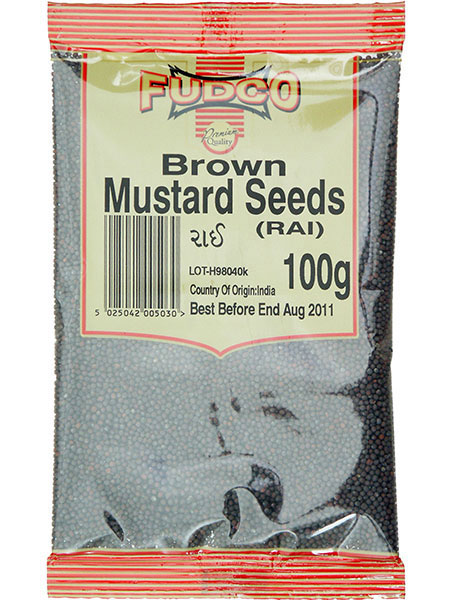 FUDCO
Premium
Quality
Brown
Mustard Seeds
(RAI)
રાઈ
LOT-H98040k
Country Of Origin:India
100g
5 025042 005030 >
Best Before End Aug 2011